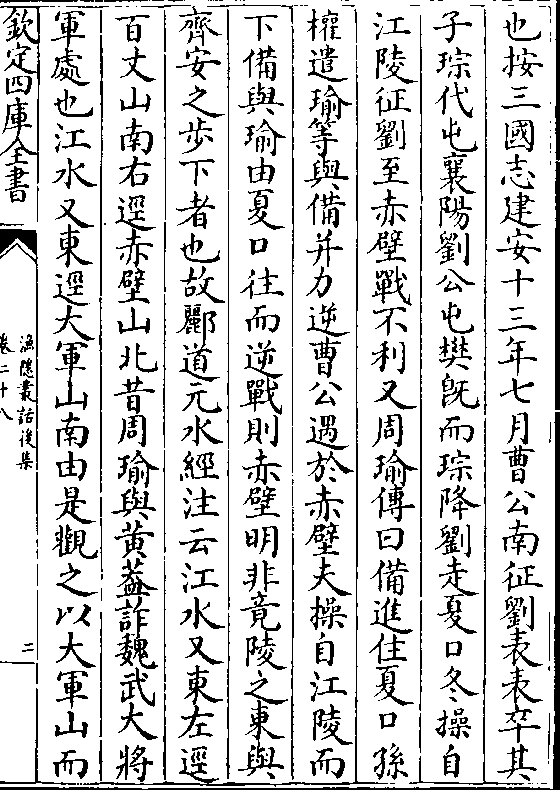 也按三國志建安十三年七月曹公南征劉表表卒其
子琮代屯襄陽劉公屯樊旣而琮降劉走夏口冬操自
江陵征劉至赤壁戰不利又周瑜傳曰備進住夏口孫
權遣瑜等與備并力逆曹公遇於赤壁夫操自江陵而
下備與瑜由夏口往而逆戰則赤壁明非竟陵之東與
齊安之步下者也故酈道元水經注云江水又東左逕
百丈山南右逕赤壁山北昔周瑜與黃葢詐魏武大將
軍處也江水又東逕大軍山南由是觀之以大軍山而
欽定四庫全書
漁隱叢話後集
卷二十八
二